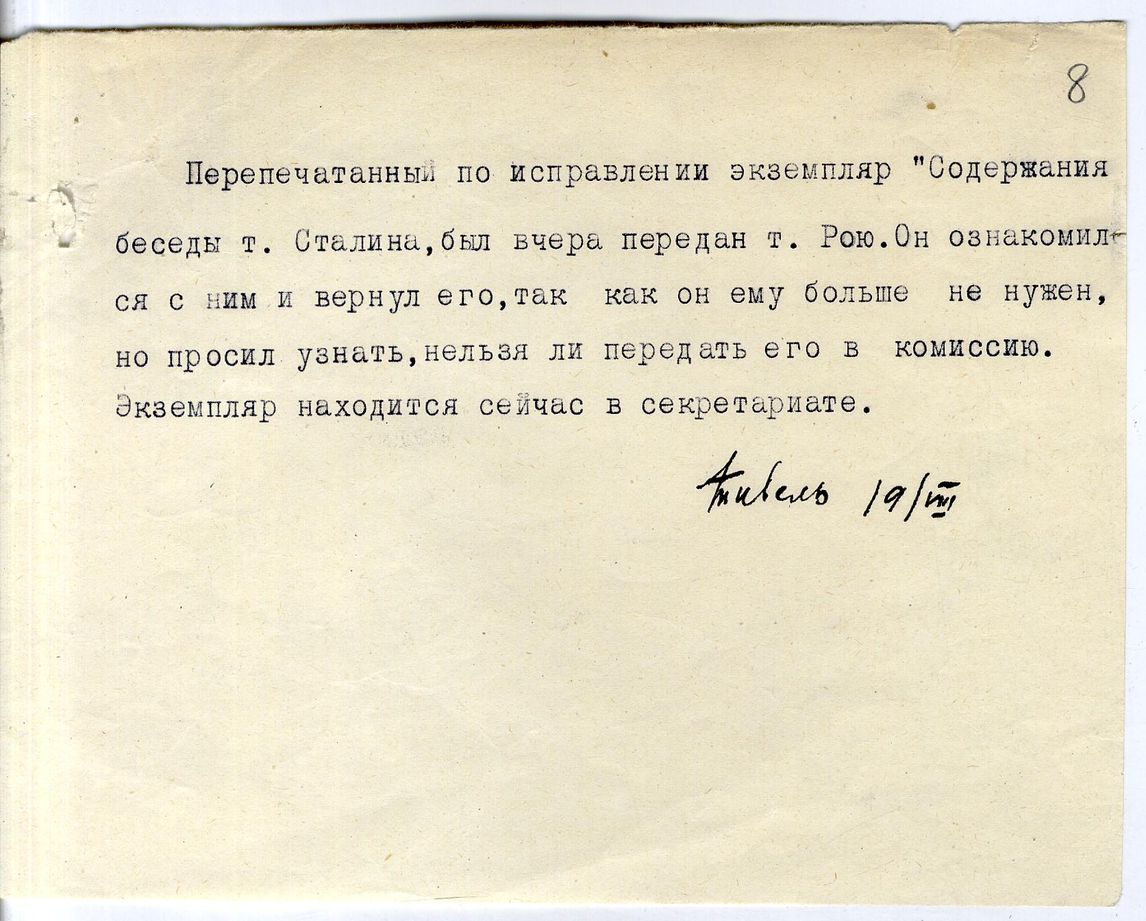 8
Перепечатанный по исправлении экземпляр "Содержания
беседы т. Сталина,был вчера передан т. Рою.Он ознакомил-
ся с ним и вернул его,так как он ему больше не нужен,
но просил узнать,нельзя ли передать его в комиссию.
Экземпляр находится сейчас в секретариате.
Тивель 19/VIII